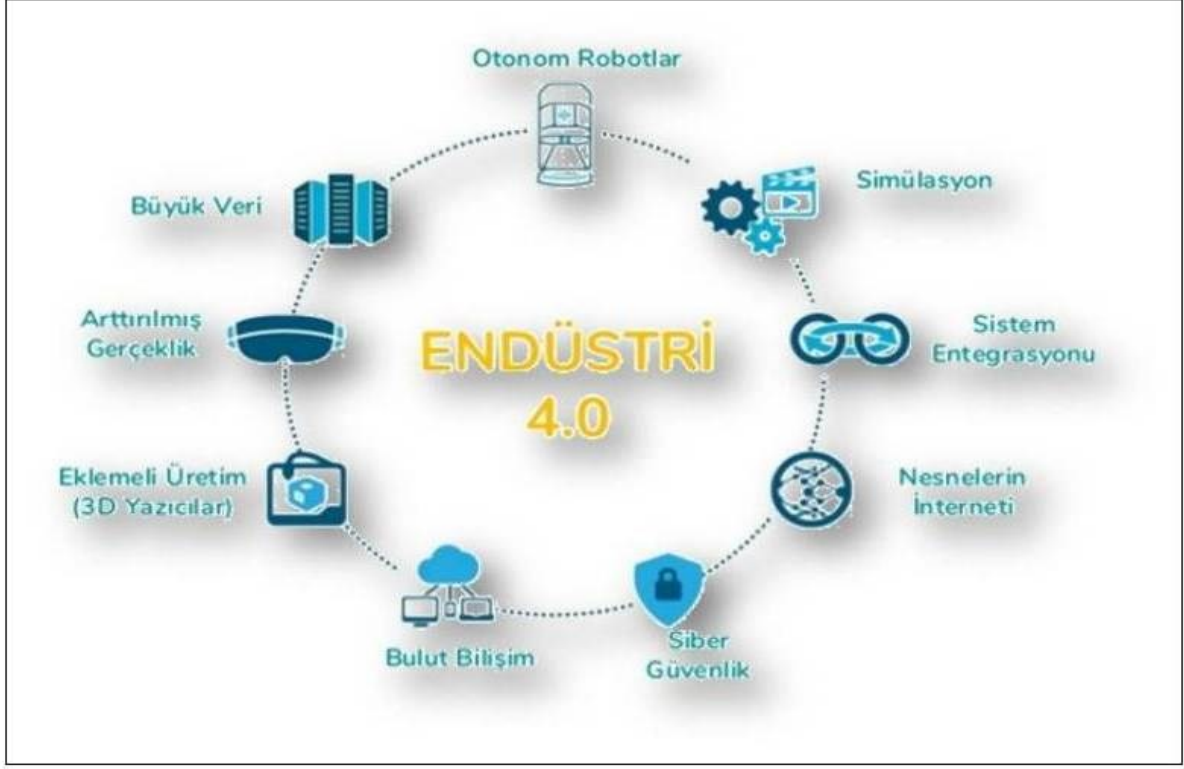 Otonom Robotlar
Simülasyon
Büyük Veri
Arttırılmış
Gerçeklik
ENDÜSTRİ
4.0
Sistem
Entegrasyonu
Eklemeli Üretim
(3D Yazıcılar)
Nesnelerin
İnterneti
Bulut Bilişim
Siber
Güvenlik